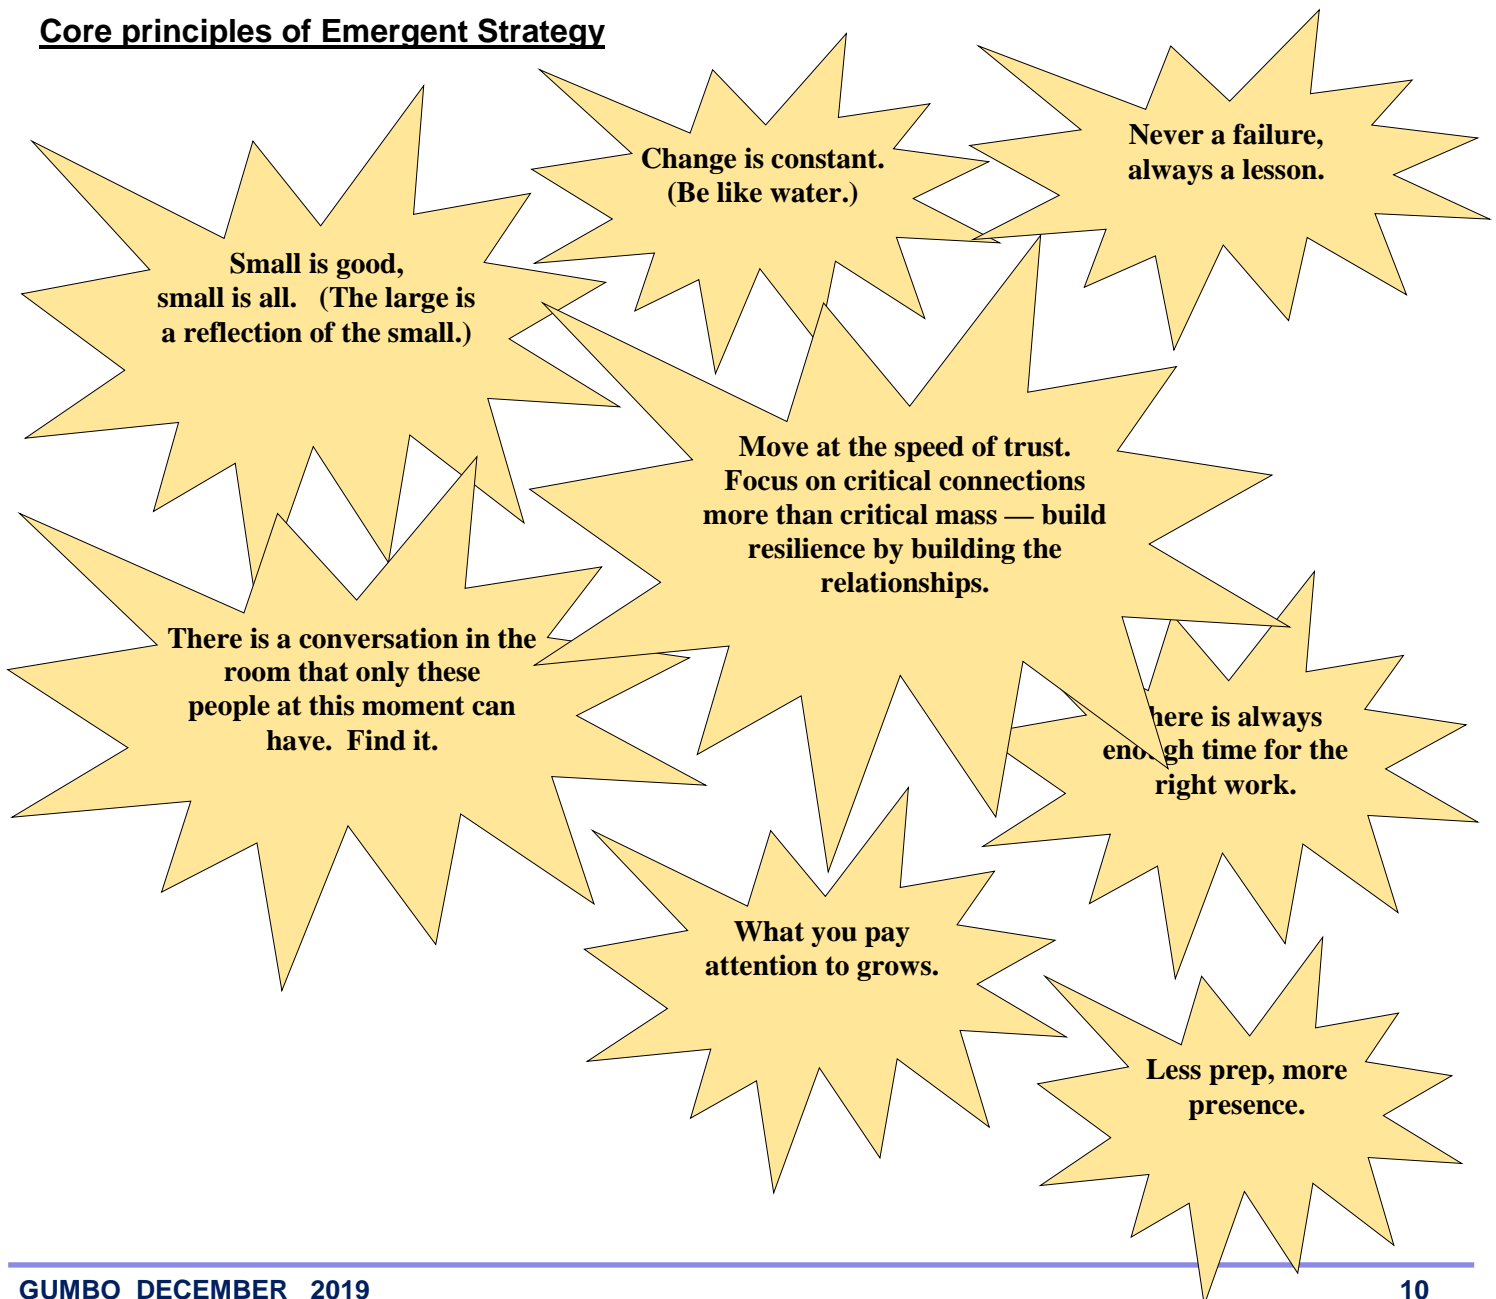 Core principles of Emergent Strategy
Change is constant.
(Be like water.)
Never a failure,
always a lesson.
Small is good,
small is all. (The large is
a reflection of the small.)
Move at the speed of trust.
Focus on critical connections
more than critical mass — build
resilience by building the
relationships.
There is a conversation in the
room that only these
people at this moment can
have. Find it.
here is always
enough time for the
right work.
What you pay
attention to grows.
Less prep, more
presence.
GUMBO DECEMBER 2019
10